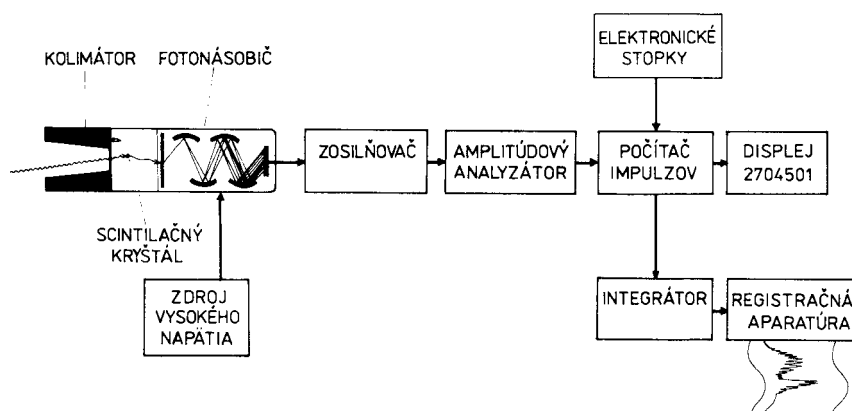 ELEKTRONICKÉ
STOPKY
KOLIMÁTOR
FOTONÁSOBIČ
ZOSILŇOVAČ
AMPLITÚDOVÝ
ANALYZÁTOR
POČÍTAČ
IMPULZOV
DISPLEJ
2704501
SCINTILAČNÝ
KRYŠTÁL
ZDROJ
VYSOKÉHO
NAPÄTIA
INTEGRÁTOR
REGISTRAČNÁ
APARATÚRA